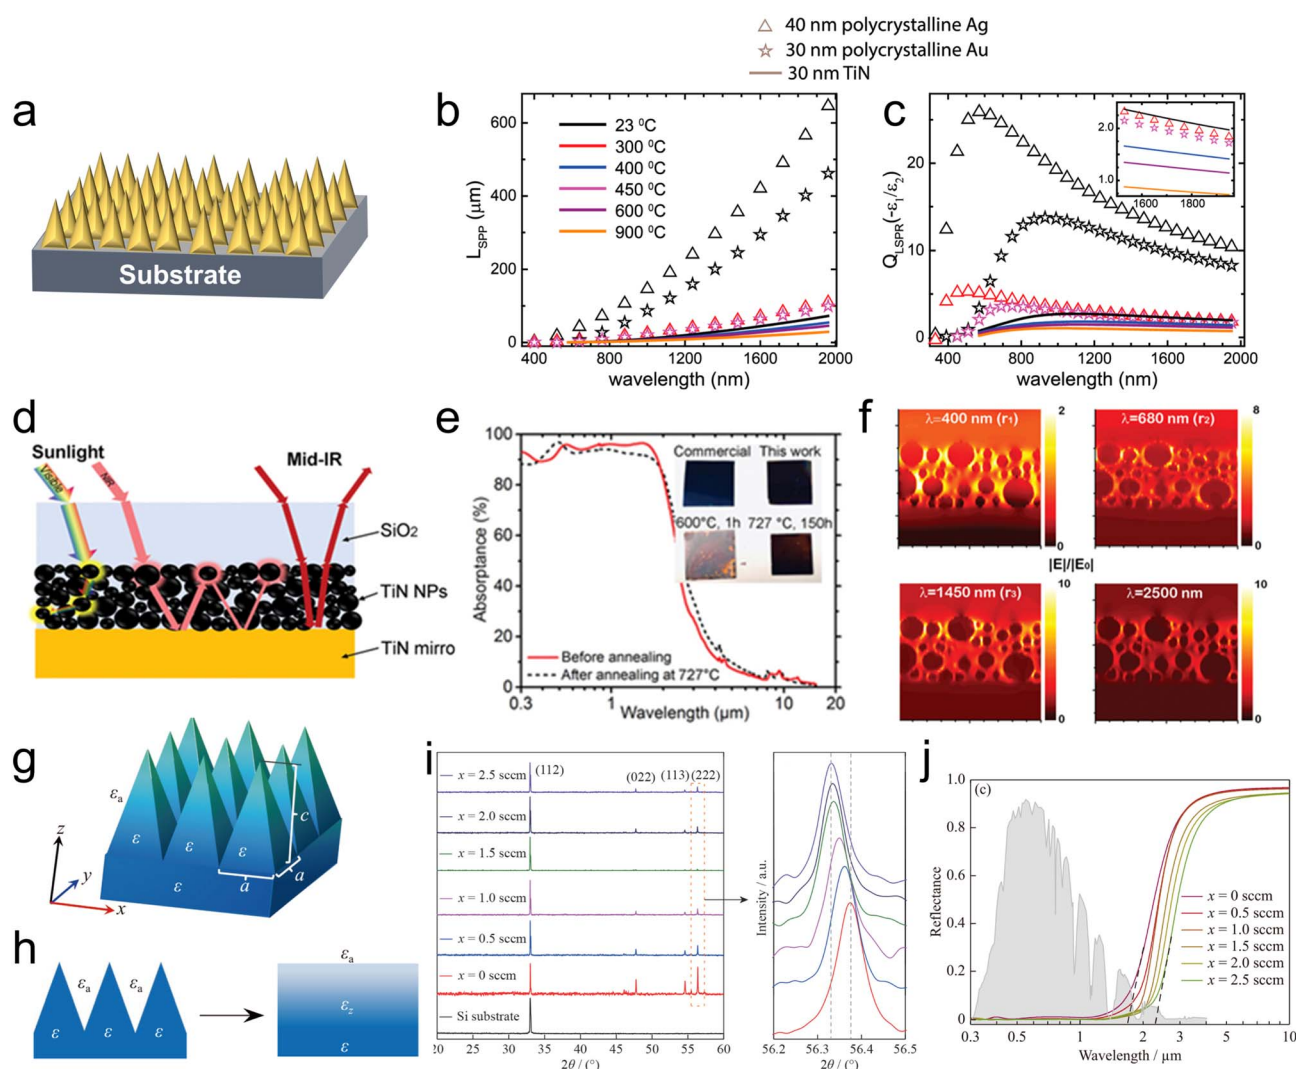 40 nm polycrystalline Ag
30 nm polycrystalline Au
30 nm TiN
a
Substrate
b
600
400
200
0
L_SPP (µm)
23 ⁰C
300 ⁰C
400 ⁰C
450 ⁰C
600 ⁰C
900 ⁰C
400 800 1200 1600 2000
wavelength (nm)
c
20
10
0
Q_LSPR(-ε₁/ε₂)
2.0
1.0
1600 1800
400 800 1200 1600 2000
wavelength (nm)
d
Sunlight
Visible
NIR
Mid-IR
SiO₂
TiN NPs
TiN mirro
e
100
80
60
40
20
0
Absorptance (%)
Commercial This work
600°C, 1h 727 °C, 150h
Before annealing
After annealing at 727°C
0.3 1 10 20
Wavelength (µm)
f
λ=400 nm (r₁)
2
0
λ=680 nm (r₂)
8
0
|E|/|E₀|
λ=1450 nm (r₃)
10
0
λ=2500 nm
10
0
g
εₐ
z
y
x
ε ε ε
ε
c
a
a
h
εₐ εₐ
ε ε ε
εₐ
ε_z
ε
i
(112)
(022)
(113) (222)
x = 2.5 sccm
x = 2.0 sccm
x = 1.5 sccm
x = 1.0 sccm
x = 0.5 sccm
x = 0 sccm
Si substrate
20 30 40 50 60
2θ / (°)
Intensity / a.u.
56.2 56.3 56.4 56.5
2θ / (°)
j
(c)
1.0
0.8
0.6
0.4
0.2
0
Reflectance
x = 0 sccm
x = 0.5 sccm
x = 1.0 sccm
x = 1.5 sccm
x = 2.0 sccm
x = 2.5 sccm
0.3 0.5 1 2 3 5 10
Wavelength / µm